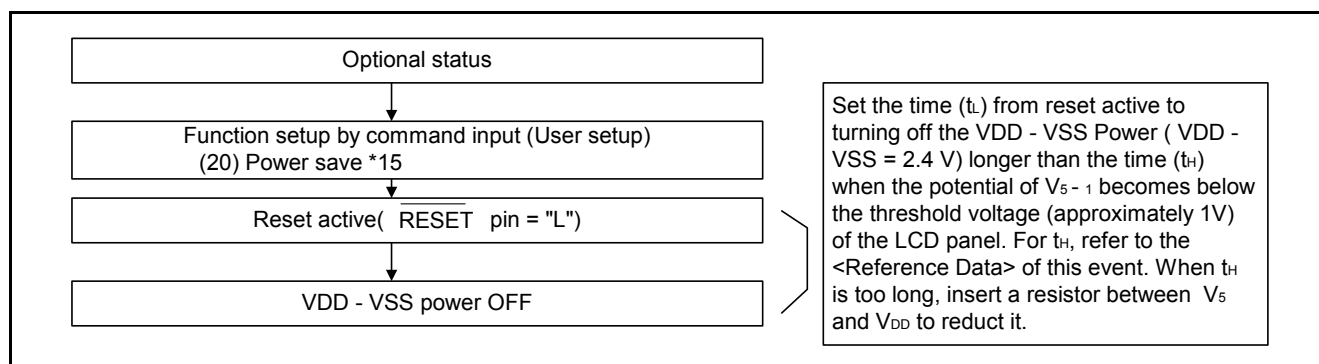 Optional status
Function setup by command input (User setup)
(20) Power save *15
Reset active( RESET pin = "L")
VDD - VSS power OFF
Set the time (tL) from reset active to
turning off the VDD - VSS Power ( VDD -
VSS = 2.4 V) longer than the time (tH)
when the potential of V5 - 1 becomes below
the threshold voltage (approximately 1V)
of the LCD panel. For tH, refer to the
<Reference Data> of this event. When tH
is too long, insert a resistor between V5
and VDD to reduct it.